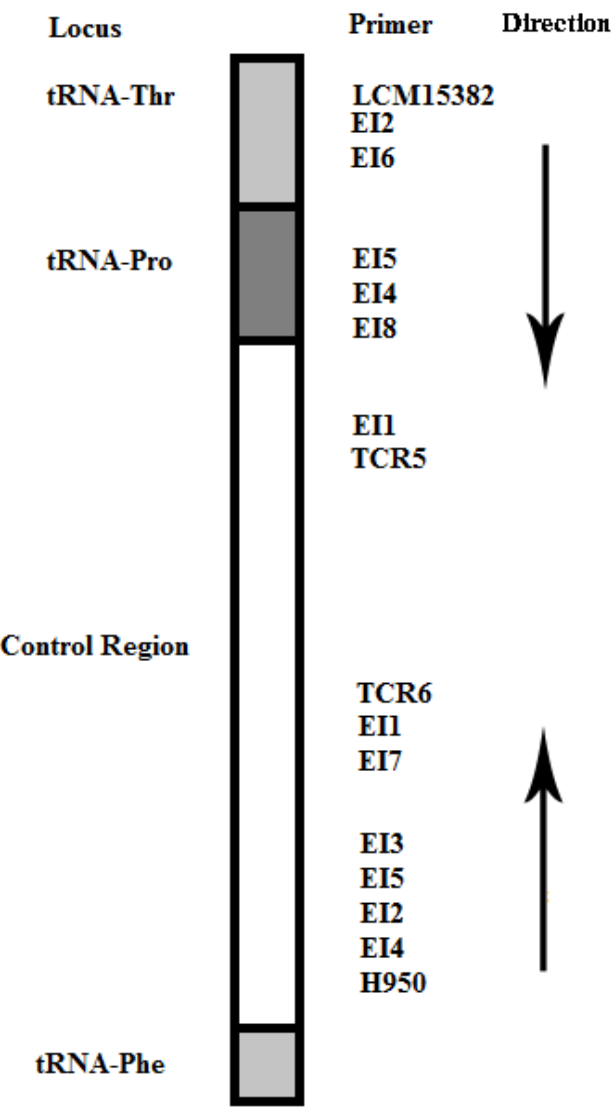 Locus Primer Direction
tRNA-Thr LCM15382
EI2
EI6
tRNA-Pro EI5
EI4
EI8
EI1
TCR5
Control Region
TCR6
EI1
EI7
EI3
EI5
EI2
EI4
H950
tRNA-Phe